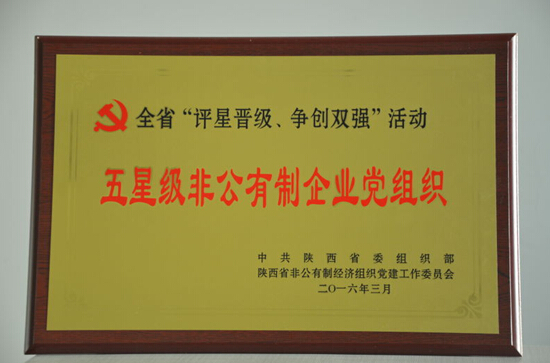 全省“评星晋级、争创双强”活动
五星级非公有制企业党组织
中共陕西省委组织部
陕西省非公有制经济组织党建工作委员会
二〇一六年三月